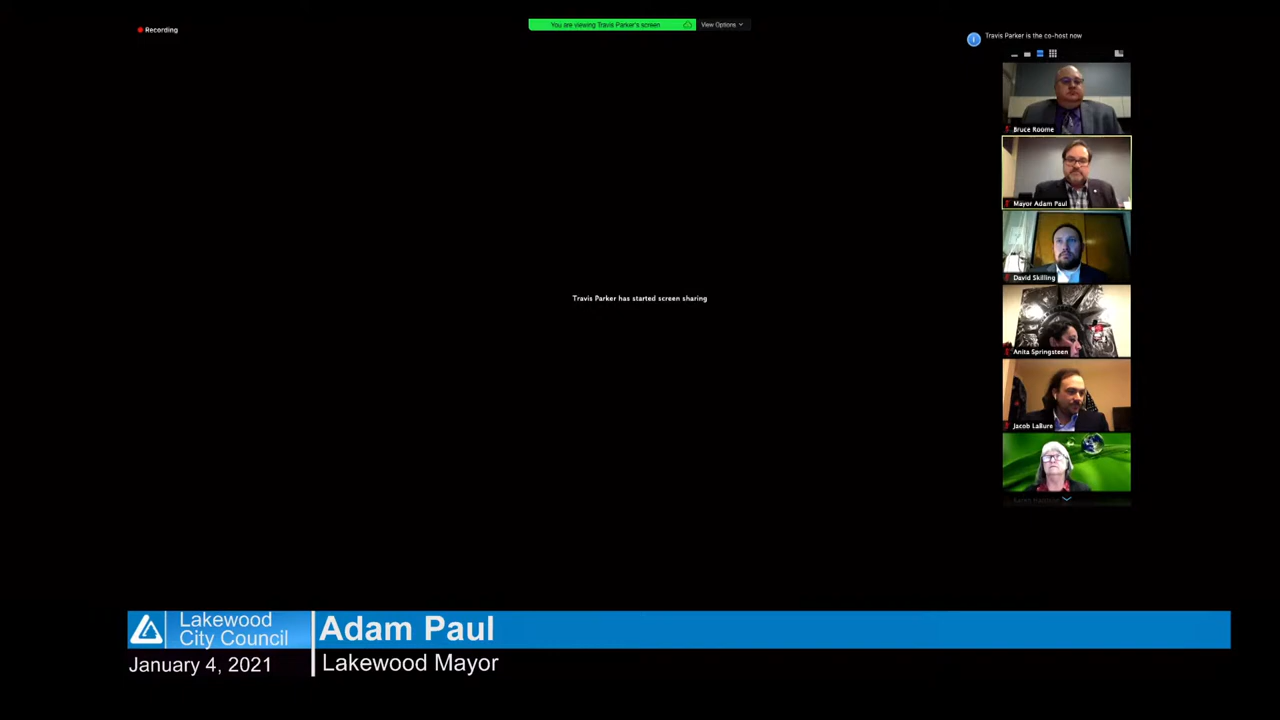 Recording
You are viewing Travis Parker's screen
View Options
Travis Parker is the co-host now
Bruce Roome
Mayor Adam Paul
David Skilling
Anita Springsteen
Jacob LaBure
Travis Parker has started screen sharing
Lakewood
City Council
Adam Paul
January 4, 2021
Lakewood Mayor